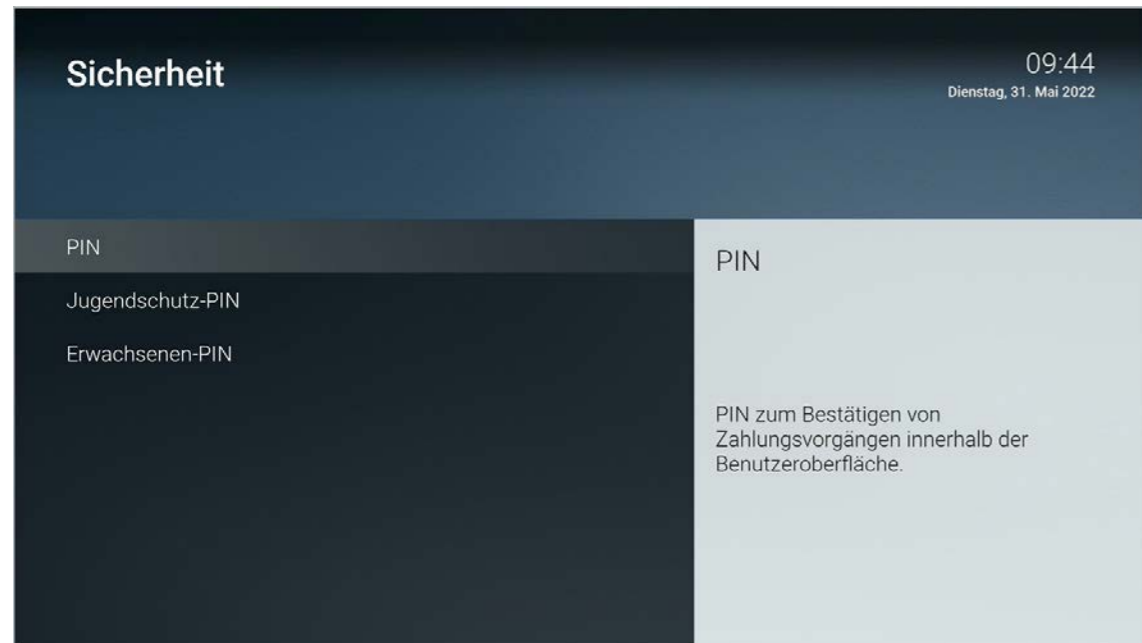 Sicherheit
09:44
Dienstag, 31. Mai 2022
PIN
Jugendschutz-PIN
Erwachsenen-PIN
PIN
PIN zum Bestätigen von
Zahlungsvorgängen innerhalb der
Benutzeroberfläche.